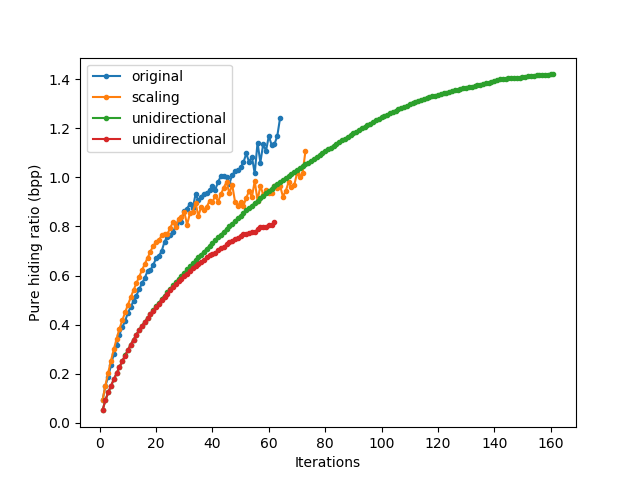 original
scaling
unidirectional
unidirectional
Pure hiding ratio (bpp)
1.4
1.2
1.0
0.8
0.6
0.4
0.2
0.0
0 20 40 60 80 100 120 140 160
Iterations